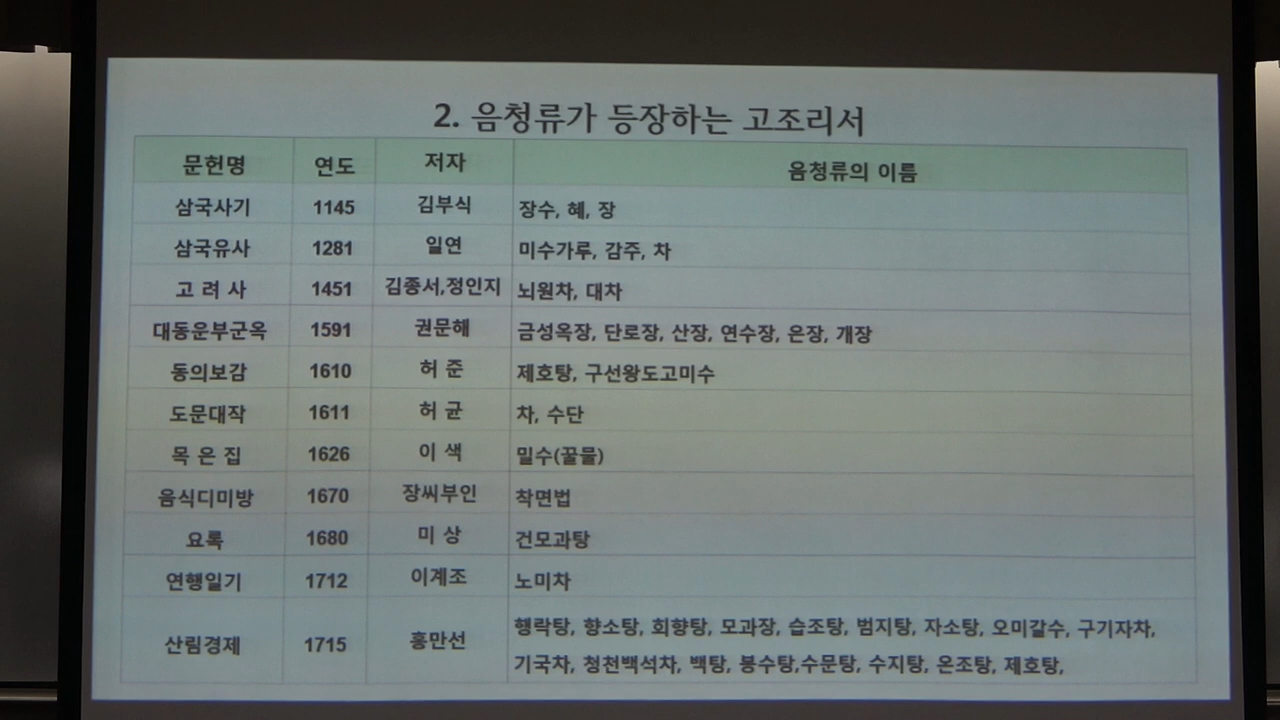 2. 음청류가 등장하는 고조리서
문헌명 연도 저자 음청류의 이름
삼국사기 1145 김부식 장수, 혜, 장
삼국유사 1281 일연 미수가루, 감주, 차
고 려 사 1451 김종서,정인지 뇌원차, 대차
대동운부군옥 1591 권문해 금성옥장, 단로장, 산장, 연수장, 은장, 개장
동의보감 1610 허 준 제호탕, 구선왕도고미수
도문대작 1611 허 균 차, 수단
목 은 집 1626 이 색 밀수(꿀물)
음식디미방 1670 장씨부인 착면법
요록 1680 미 상 건모과탕
연행일기 1712 이계조 노미차
산림경제 1715 홍만선 행락탕, 향소탕, 회향탕, 모과장, 습조탕, 범지탕, 자소탕, 오미갈수, 구기자차,
기국차, 청천백석차, 백탕, 봉수탕,수문탕, 수지탕, 온조탕, 제호탕,